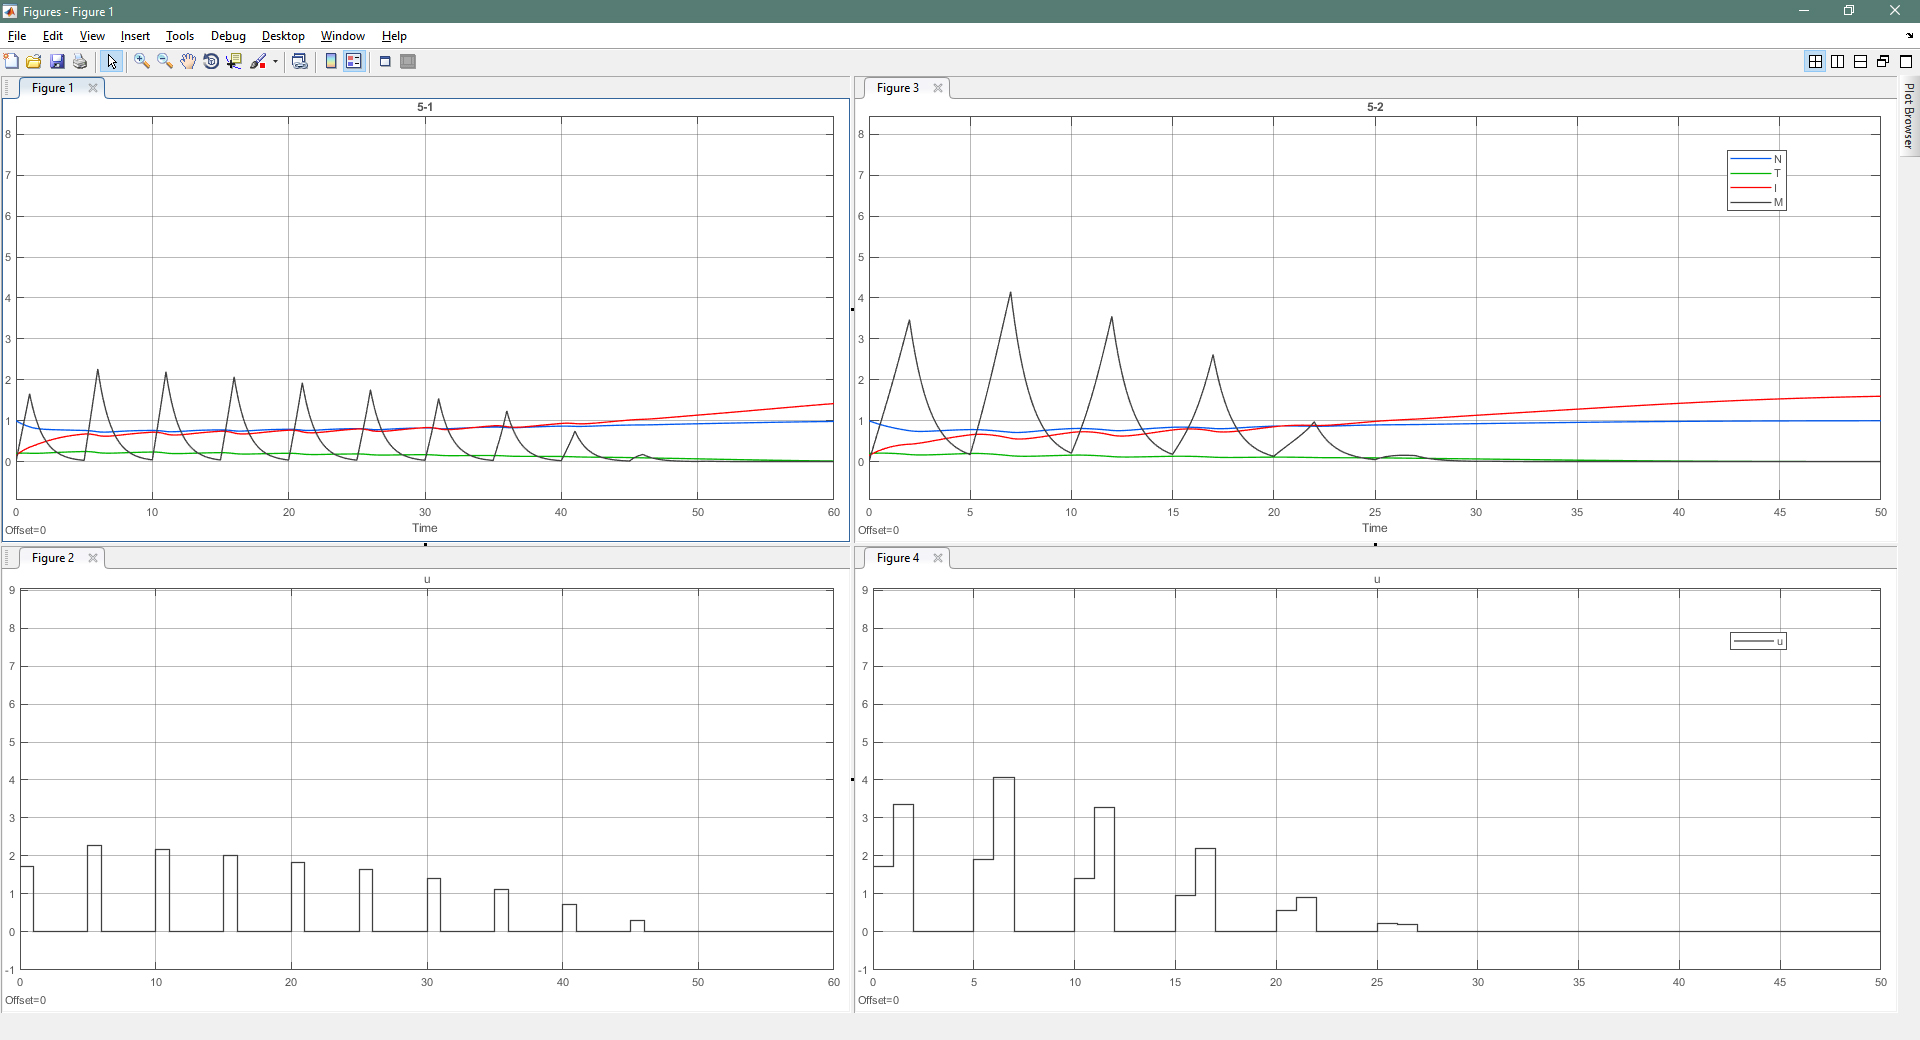 Figures - Figure 1
File Edit View Insert Tools Debug Desktop Window Help
Figure 1
5-1
8
7
6
5
4
3
2
1
0
0 10 20 30 40 50 60
Time
Offset=0
Figure 3
5-2
N
T
I
M
8
7
6
5
4
3
2
1
0
0 5 10 15 20 25 30 35 40 45 50
Time
Offset=0
Plot Browser
Figure 2
u
9
8
7
6
5
4
3
2
1
0
-1
0 10 20 30 40 50 60
Offset=0
Figure 4
u
u
9
8
7
6
5
4
3
2
1
0
-1
0 5 10 15 20 25 30 35 40 45 50
Offset=0